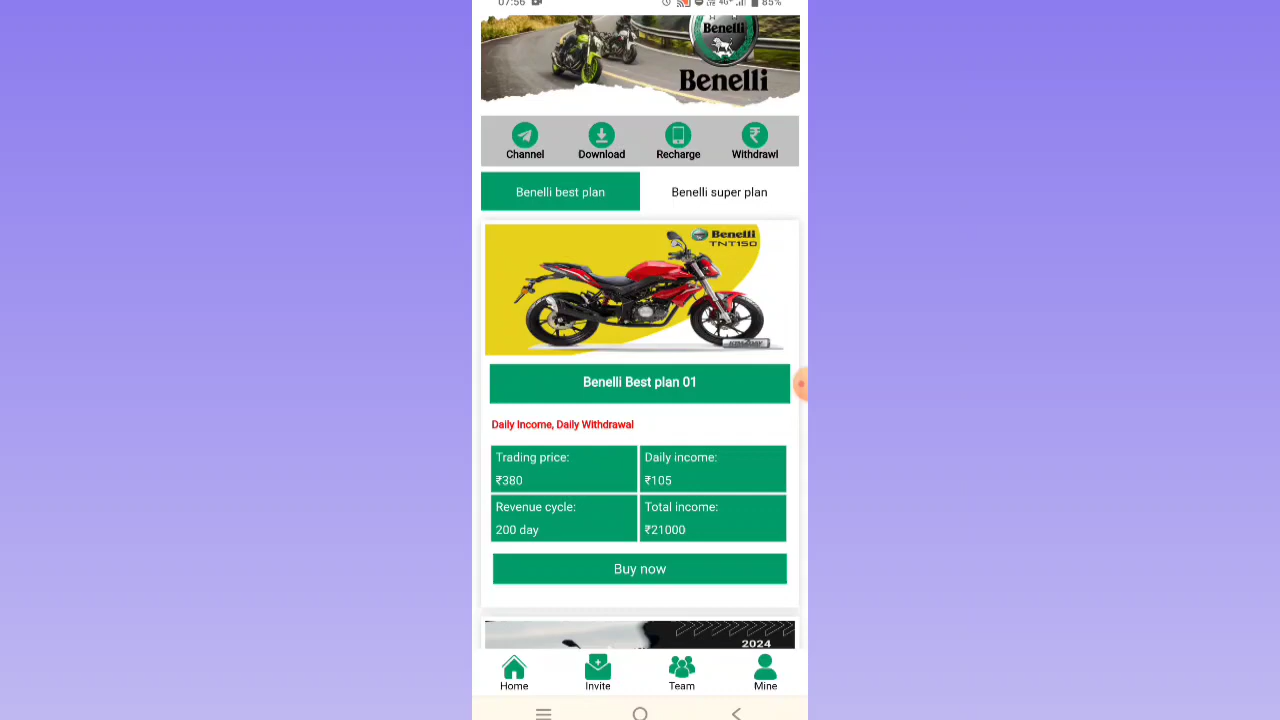 07:56
4G+
85%
Benelli
Benelli
Channel
Download
Recharge
Withdrawl
Benelli best plan
Benelli super plan
Benelli
TNT150
Benelli Best plan 01
Daily Income, Daily Withdrawal
Trading price:
₹380
Daily income:
₹105
Revenue cycle:
200 day
Total income:
₹21000
Buy now
2024
Home
Invite
Team
Mine